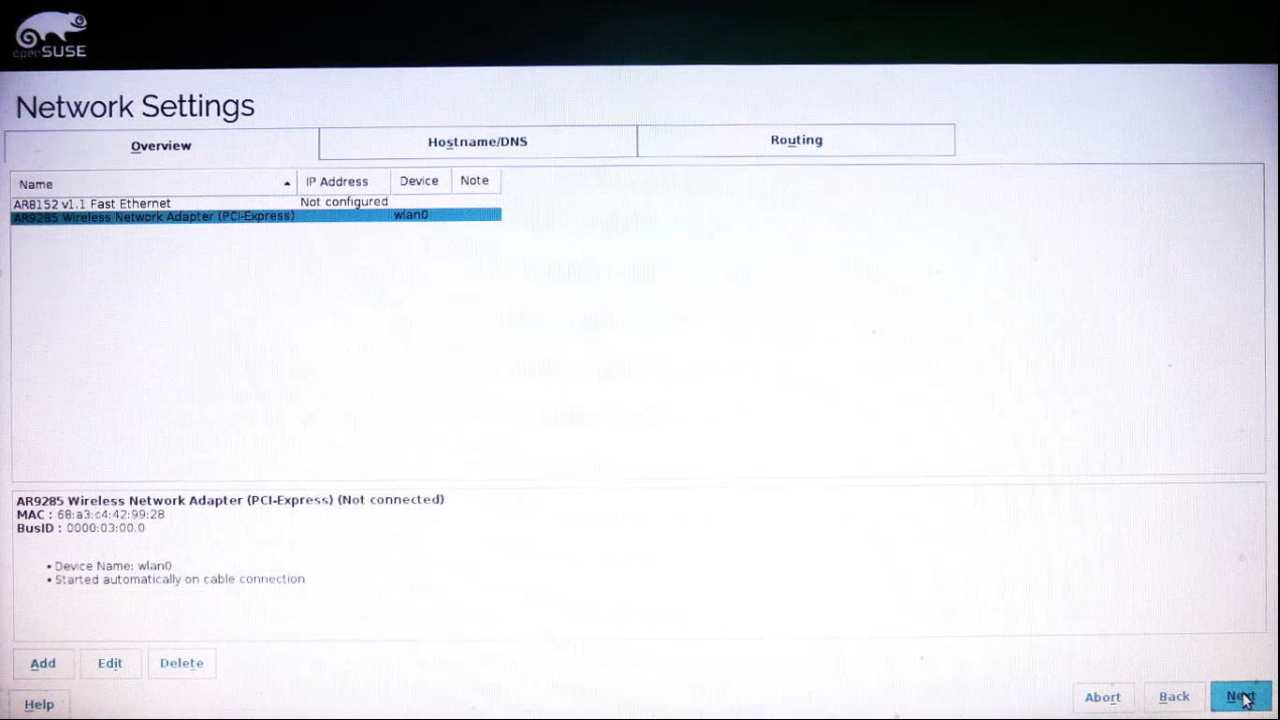 openSUSE
Network Settings
Overview Hostname/DNS Routing
Name IP Address Device Note
AR8152 v1.1 Fast Ethernet Not configured
AR9285 Wireless Network Adapter (PCI-Express) wlan0
AR9285 Wireless Network Adapter (PCI-Express) (Not connected)
MAC : 68:a3:c4:42:99:28
BusID : 0000:03:00.0
• Device Name: wlan0
• Started automatically on cable connection
Add Edit Delete
Help Abort Back Next